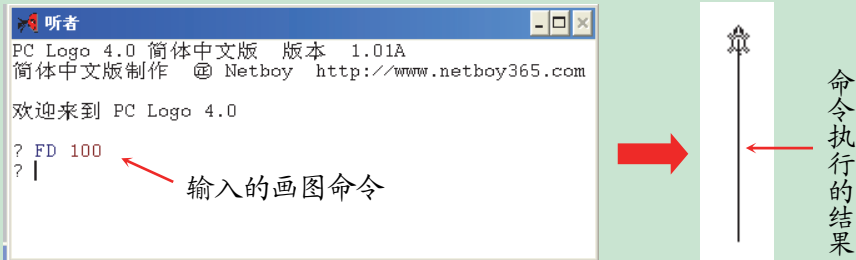 听者
PC Logo 4.0 简体中文版 版本 1.01A
简体中文版制作 @ Netboy http://www.netboy365.com
欢迎来到 PC Logo 4.0
? FD 100
?
输入的画图命令
命令执行的结果